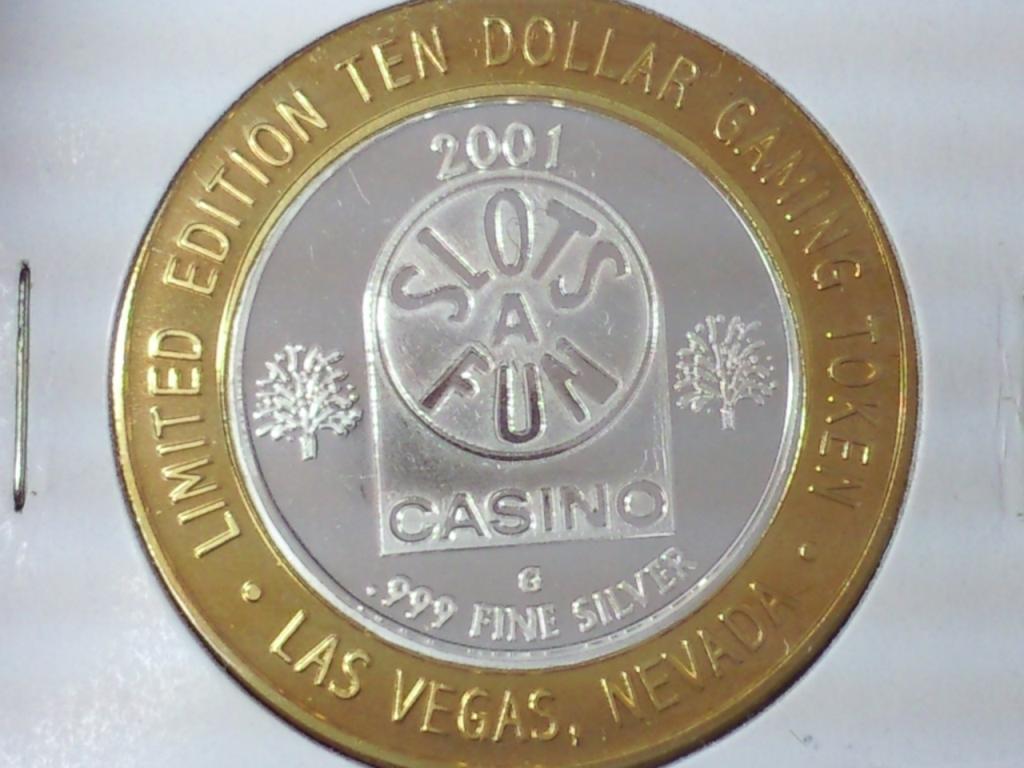 LIMITED EDITION TEN DOLLAR GAMING TOKEN
2001
SLOTS
A
FUN
CASINO
G
.999 FINE SILVER
• LAS VEGAS, NEVADA •